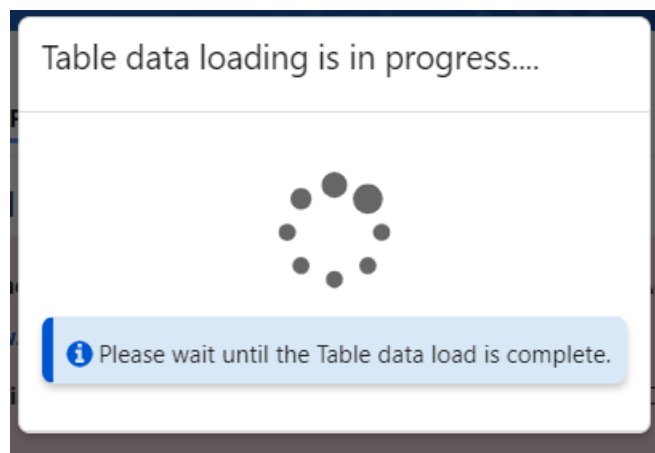 Table data loading is in progress....
Please wait until the Table data load is complete.